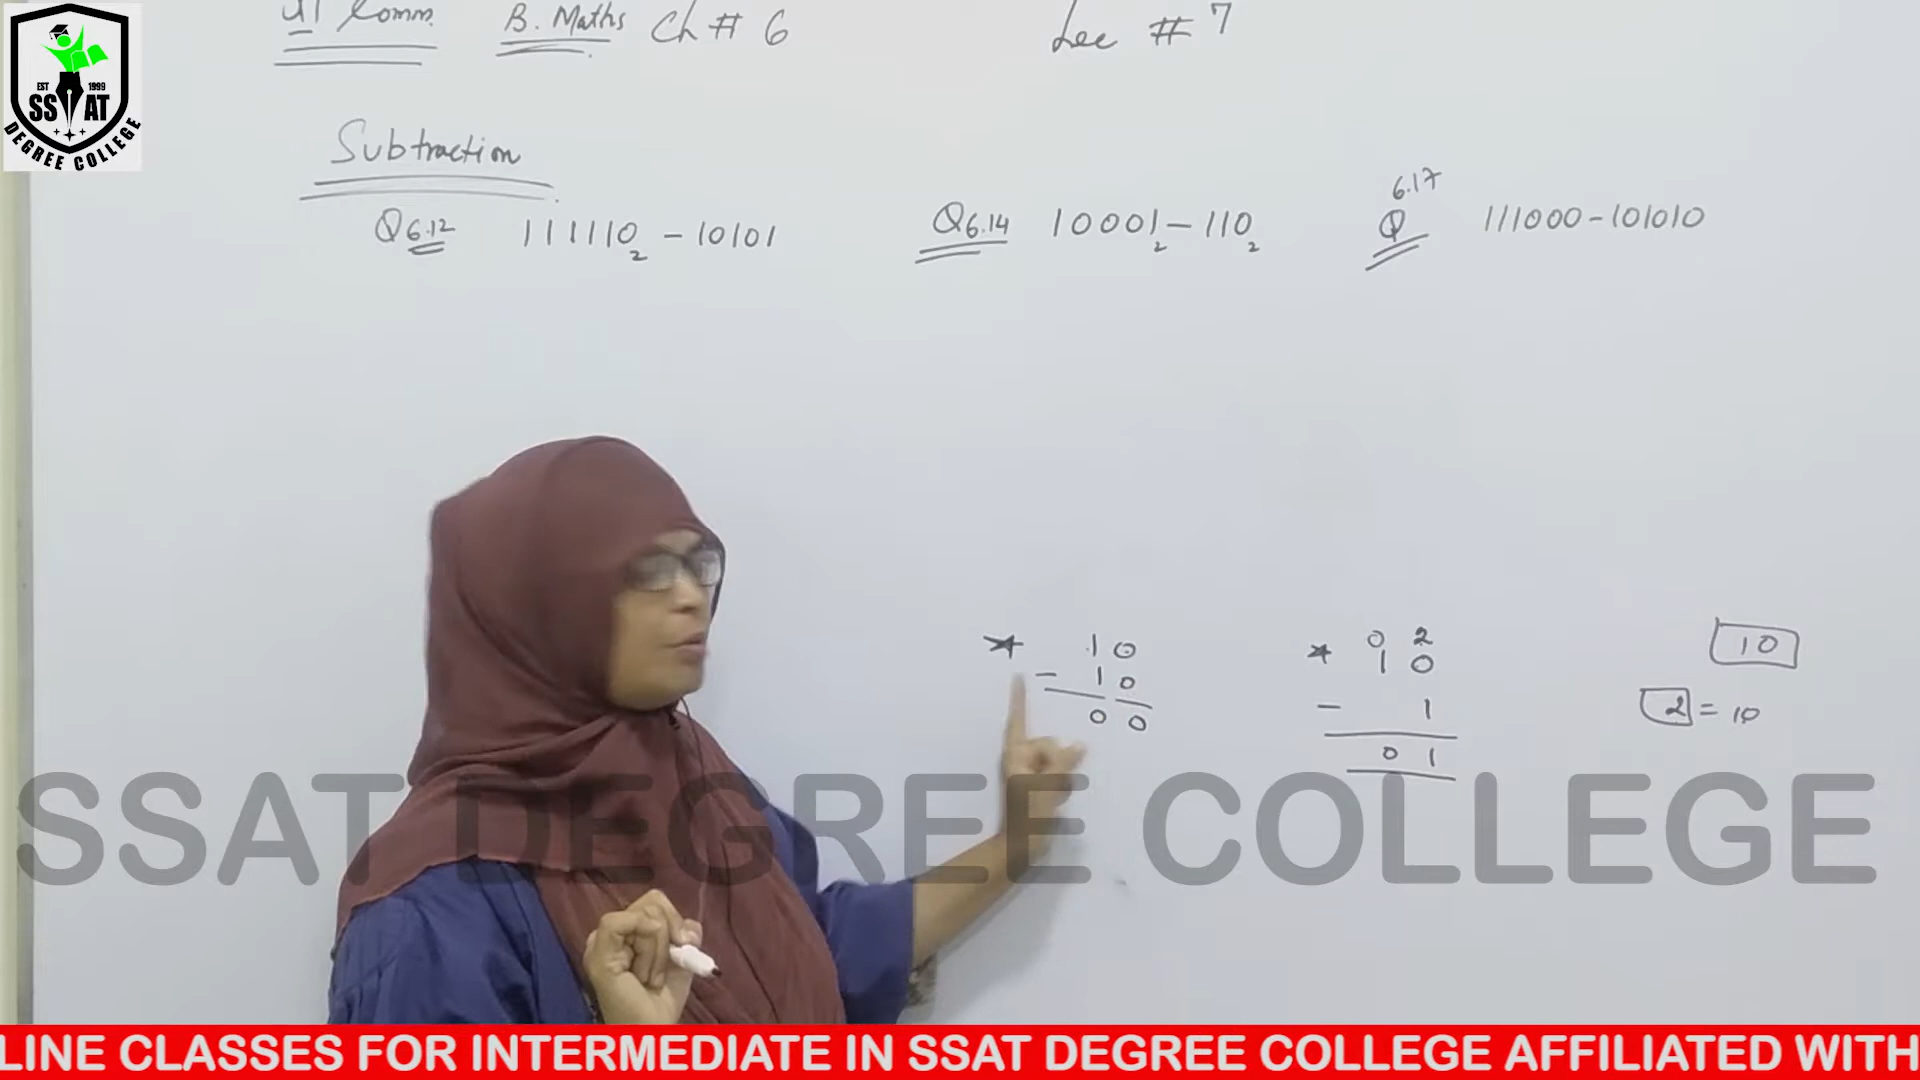 EST 1999
SSAT
DEGREE COLLEGE
Comm. B. Maths Ch # 6 Lec # 7
Subtraction
Q6.12 111110₂ - 10101
Q6.14 10001₂ - 110₂
6.17
Q 111000 - 101010
* 10
- 10
00
* 0 2
1 0
- 1
0 1
10
2 = 10
SSAT DEGREE COLLEGE
LINE CLASSES FOR INTERMEDIATE IN SSAT DEGREE COLLEGE AFFILIATED WITH